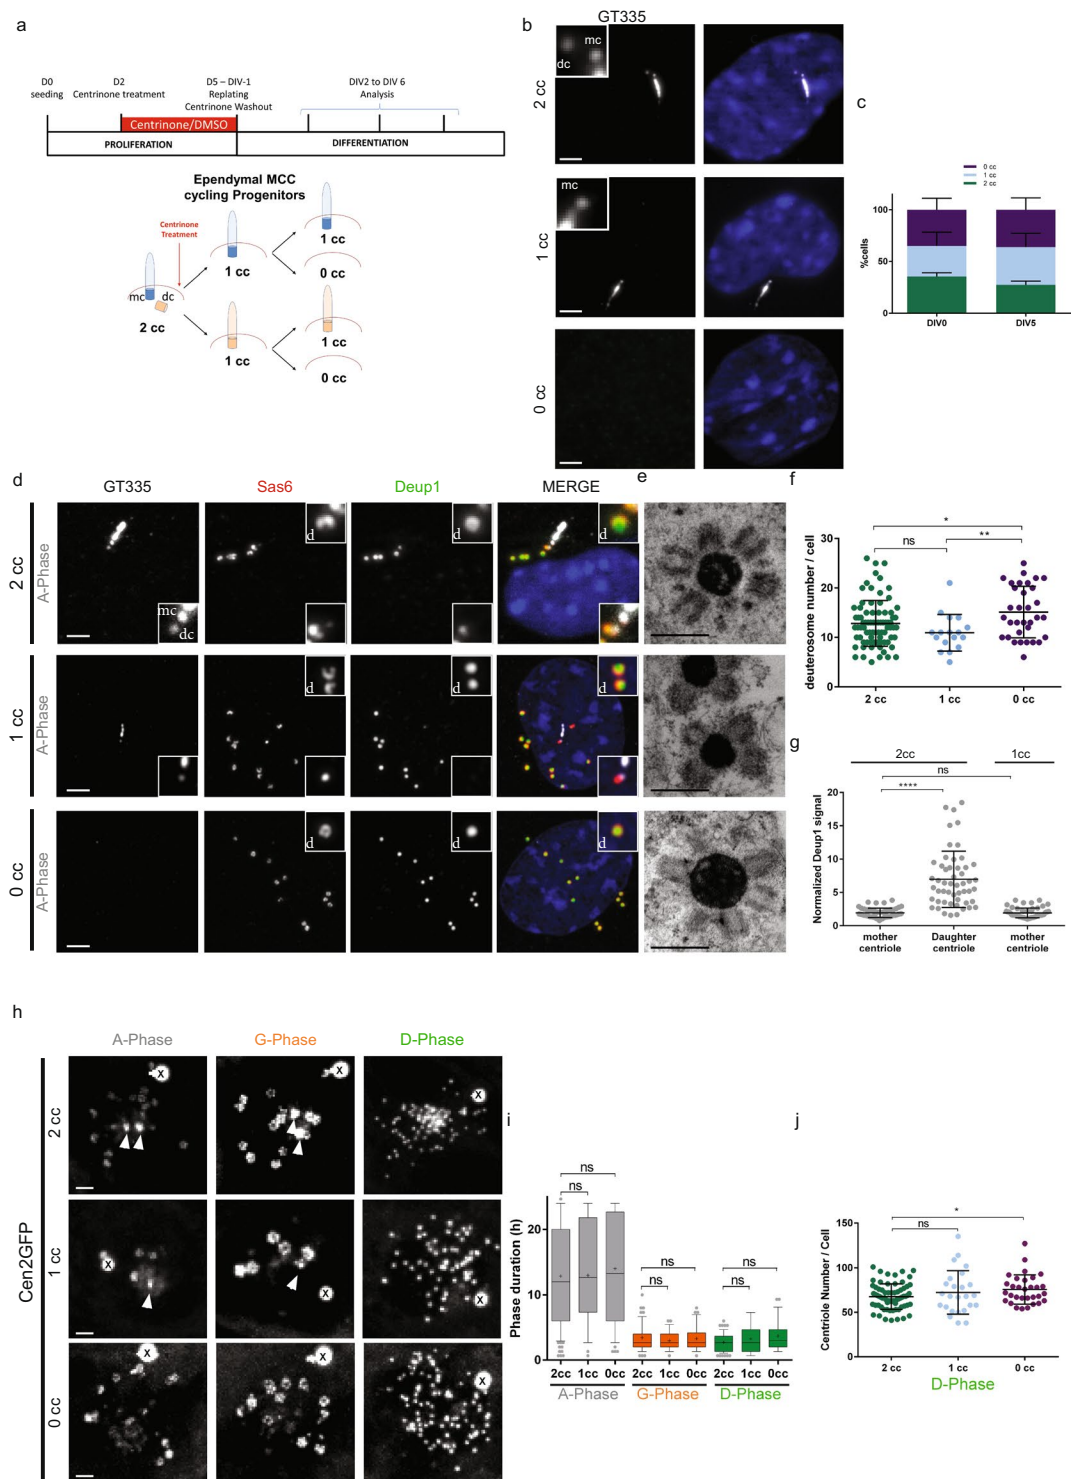 a
D0
seeding
D2
Centrinone treatment
D5 – DIV-1
Replating
Centrinone Washout
DIV2 to DIV 6
Analysis
Centrinone/DMSO
PROLIFERATION
DIFFERENTIATION
Ependymal MCC
cycling Progenitors
Centrinone
Treatment
mc
dc
2 cc
1 cc
1 cc
1 cc
0 cc
1 cc
0 cc
b
GT335
mc
dc
2 cc
mc
1 cc
0 cc
c
0 cc
1 cc
2 cc
%cells
100
50
0
DIV0
DIV5
d
GT335
Sas6
Deup1
MERGE
2 cc
A-Phase
mc
dc
d
d
d
1 cc
A-Phase
d
d
d
0 cc
A-Phase
d
d
d
e
f
deuterosome number / cell
30
20
10
0
ns
*
**
2 cc
1 cc
0 cc
g
2cc
1cc
ns
****
Normalized Deup1 signal
20
15
10
5
0
mother
centriole
Daughter
centriole
mother
centriole
h
A-Phase
G-Phase
D-Phase
Cen2GFP
2 cc
X
X
X
1 cc
X
X
X
0 cc
X
X
X
i
Phase duration (h)
20
10
0
ns
ns
ns
ns
ns
ns
2cc 1cc 0cc
2cc 1cc 0cc
2cc 1cc 0cc
A-Phase
G-Phase
D-Phase
j
Centriole Number / Cell
150
100
50
0
*
ns
2 cc
1 cc
0 cc
D-Phase